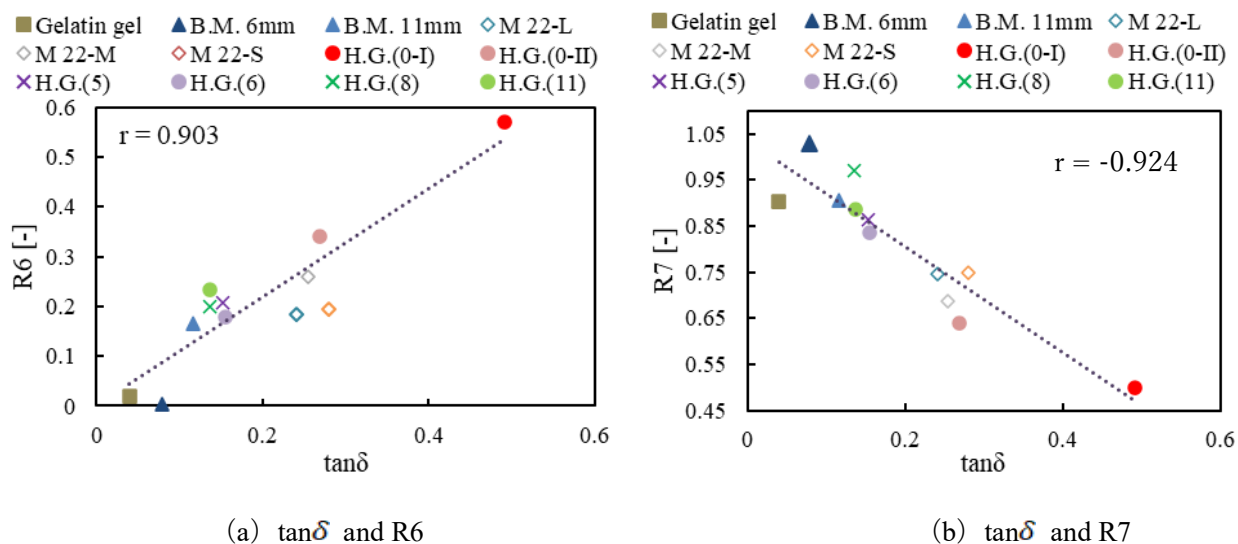 Gelatin gel B.M. 6mm B.M. 11mm M 22-L
M 22-M M 22-S H.G.(0-I) H.G.(0-II)
H.G.(5) H.G.(6) H.G.(8) H.G.(11)
0.6
0.5
0.4
0.3
0.2
0.1
0
R6 [-]
r = 0.903
0 0.2 0.4 0.6
tanδ
(a) tanδ and R6
Gelatin gel B.M. 6mm B.M. 11mm M 22-L
M 22-M M 22-S H.G.(0-I) H.G.(0-II)
H.G.(5) H.G.(6) H.G.(8) H.G.(11)
1.05
0.95
0.85
0.75
0.65
0.55
0.45
R7 [-]
r = -0.924
0 0.2 0.4 0.6
tanδ
(b) tanδ and R7